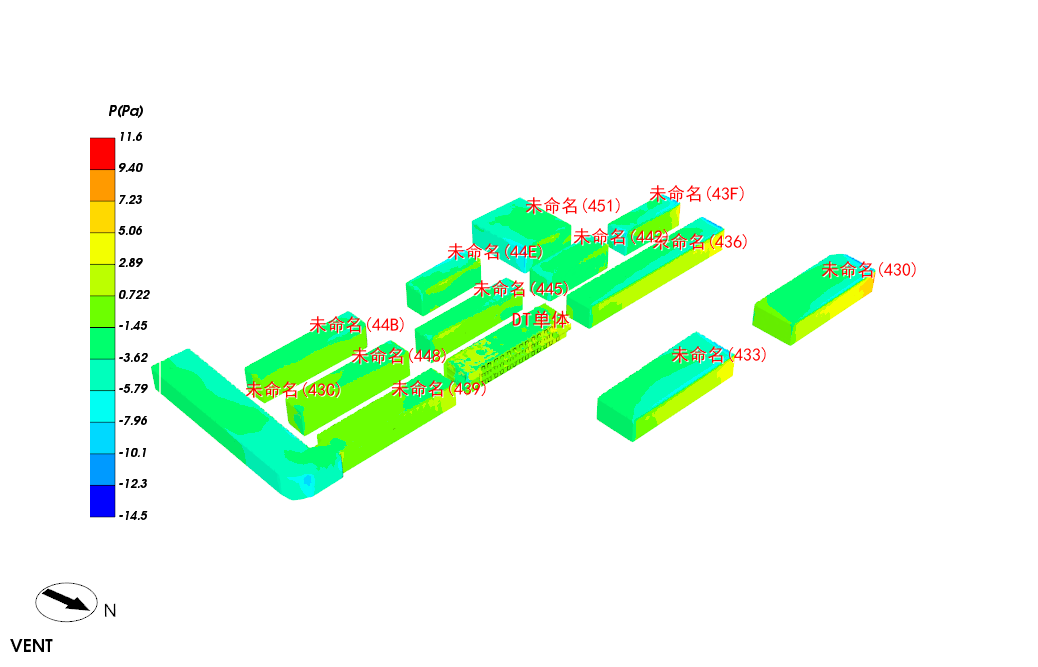 P(Pa)
11.6
9.40
7.23
5.06
2.89
0.722
-1.45
-3.62
-5.79
-7.96
-10.1
-12.3
-14.5
未命名(43F)
未命名(451)
未命名(442)
未命名(436)
未命名(44E)
未命名(430)
未命名(445)
DT单体
未命名(44B)
未命名(448)
未命名(433)
未命名(43C)
未命名(439)
N
VENT